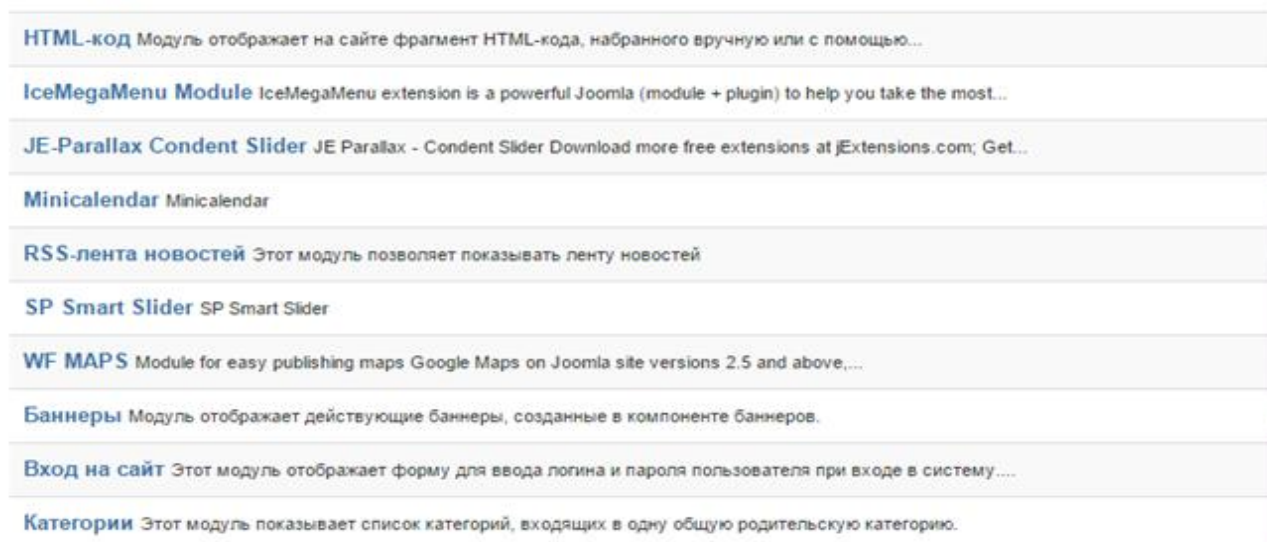 HTML-код Модуль отображает на сайте фрагмент HTML-кода, набранного вручную или с помощью...
IceMegaMenu Module IceMegaMenu extension is a powerful Joomla (module + plugin) to help you take the most...
JE-Parallax Condent Slider JE Parallax - Condent Slider Download more free extensions at jExtensions.com; Get...
Minicalendar Minicalendar
RSS-лента новостей Этот модуль позволяет показывать ленту новостей
SP Smart Slider SP Smart Slider
WF MAPS Module for easy publishing maps Google Maps on Joomla site versions 2.5 and above,...
Баннеры Модуль отображает действующие баннеры, созданные в компоненте баннеров.
Вход на сайт Этот модуль отображает форму для ввода логина и пароля пользователя при входе в систему....
Категории Этот модуль показывает список категорий, входящих в одну общую родительскую категорию.